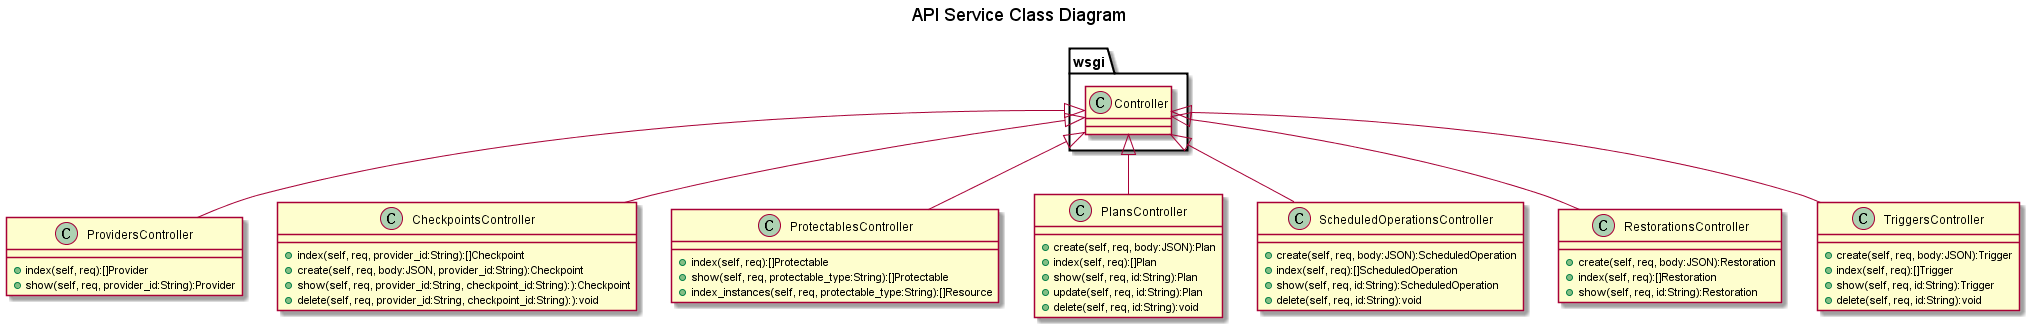 API Service Class Diagram
wsgi
C Controller
C ProvidersController
index(self, req):[]Provider
show(self, req, provider_id:String):Provider
C CheckpointsController
index(self, req, provider_id:String):[]Checkpoint
create(self, req, body:JSON, provider_id:String):Checkpoint
show(self, req, provider_id:String, checkpoint_id:String):):Checkpoint
delete(self, req, provider_id:String, checkpoint_id:String):):void
C ProtectablesController
index(self, req):[]Protectable
show(self, req, protectable_type:String):[]Protectable
index_instances(self, req, protectable_type:String):[]Resource
C PlansController
create(self, req, body:JSON):Plan
index(self, req):[]Plan
show(self, req, id:String):Plan
update(self, req, id:String):Plan
delete(self, req, id:String):void
C ScheduledOperationsController
create(self, req, body:JSON):ScheduledOperation
index(self, req):[]ScheduledOperation
show(self, req, id:String):ScheduledOperation
delete(self, req, id:String):void
C RestorationsController
create(self, req, body:JSON):Restoration
index(self, req):[]Restoration
show(self, req, id:String):Restoration
C TriggersController
create(self, req, body:JSON):Trigger
index(self, req):[]Trigger
show(self, req, id:String):Trigger
delete(self, req, id:String):void